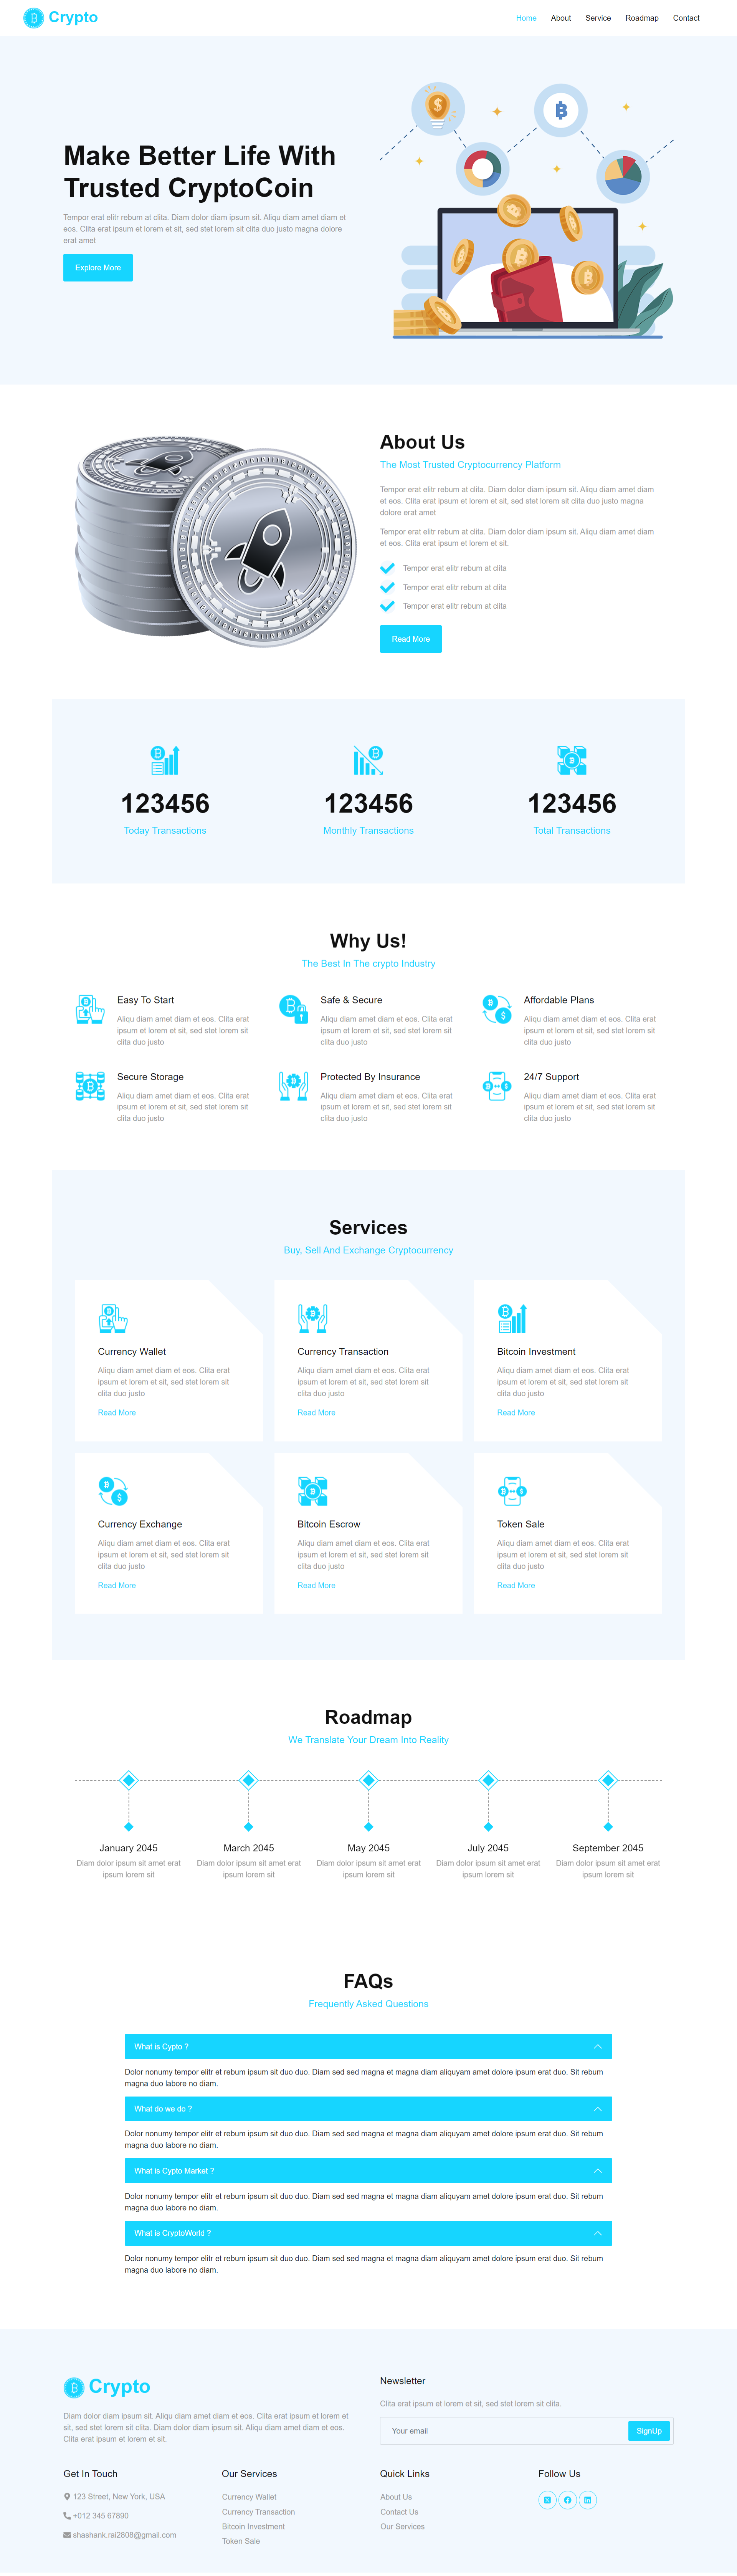 Crypto
Home About Service Roadmap Contact
Make Better Life With
Trusted CryptoCoin
Tempor erat elitr rebum at clita. Diam dolor diam ipsum sit. Aliqu diam amet diam et
eos. Clita erat ipsum et lorem et sit, sed stet lorem sit clita duo justo magna dolore
erat amet
Explore More
About Us
The Most Trusted Cryptocurrency Platform
Tempor erat elitr rebum at clita. Diam dolor diam ipsum sit. Aliqu diam amet diam
et eos. Clita erat ipsum et lorem et sit, sed stet lorem sit clita duo justo magna
dolore erat amet
Tempor erat elitr rebum at clita. Diam dolor diam ipsum sit. Aliqu diam amet diam
et eos. Clita erat ipsum et lorem et sit.
Tempor erat elitr rebum at clita
Tempor erat elitr rebum at clita
Tempor erat elitr rebum at clita
Read More
123456
Today Transactions
123456
Monthly Transactions
123456
Total Transactions
Why Us!
The Best In The crypto Industry
Easy To Start
Aliqu diam amet diam et eos. Clita erat
ipsum et lorem et sit, sed stet lorem sit
clita duo justo
Safe & Secure
Aliqu diam amet diam et eos. Clita erat
ipsum et lorem et sit, sed stet lorem sit
clita duo justo
Affordable Plans
Aliqu diam amet diam et eos. Clita erat
ipsum et lorem et sit, sed stet lorem sit
clita duo justo
Secure Storage
Aliqu diam amet diam et eos. Clita erat
ipsum et lorem et sit, sed stet lorem sit
clita duo justo
Protected By Insurance
Aliqu diam amet diam et eos. Clita erat
ipsum et lorem et sit, sed stet lorem sit
clita duo justo
24/7 Support
Aliqu diam amet diam et eos. Clita erat
ipsum et lorem et sit, sed stet lorem sit
clita duo justo
Services
Buy, Sell And Exchange Cryptocurrency
Currency Wallet
Aliqu diam amet diam et eos. Clita erat
ipsum et lorem et sit, sed stet lorem sit
clita duo justo
Read More
Currency Transaction
Aliqu diam amet diam et eos. Clita erat
ipsum et lorem et sit, sed stet lorem sit
clita duo justo
Read More
Bitcoin Investment
Aliqu diam amet diam et eos. Clita erat
ipsum et lorem et sit, sed stet lorem sit
clita duo justo
Read More
Currency Exchange
Aliqu diam amet diam et eos. Clita erat
ipsum et lorem et sit, sed stet lorem sit
clita duo justo
Read More
Bitcoin Escrow
Aliqu diam amet diam et eos. Clita erat
ipsum et lorem et sit, sed stet lorem sit
clita duo justo
Read More
Token Sale
Aliqu diam amet diam et eos. Clita erat
ipsum et lorem et sit, sed stet lorem sit
clita duo justo
Read More
Roadmap
We Translate Your Dream Into Reality
January 2045
Diam dolor ipsum sit amet erat
ipsum lorem sit
March 2045
Diam dolor ipsum sit amet erat
ipsum lorem sit
May 2045
Diam dolor ipsum sit amet erat
ipsum lorem sit
July 2045
Diam dolor ipsum sit amet erat
ipsum lorem sit
September 2045
Diam dolor ipsum sit amet erat
ipsum lorem sit
FAQs
Frequently Asked Questions
What is Cypto ?
Dolor nonumy tempor elitr et rebum ipsum sit duo duo. Diam sed sed magna et magna diam aliquyam amet dolore ipsum erat duo. Sit rebum
magna duo labore no diam.
What do we do ?
Dolor nonumy tempor elitr et rebum ipsum sit duo duo. Diam sed sed magna et magna diam aliquyam amet dolore ipsum erat duo. Sit rebum
magna duo labore no diam.
What is Cypto Market ?
Dolor nonumy tempor elitr et rebum ipsum sit duo duo. Diam sed sed magna et magna diam aliquyam amet dolore ipsum erat duo. Sit rebum
magna duo labore no diam.
What is CryptoWorld ?
Dolor nonumy tempor elitr et rebum ipsum sit duo duo. Diam sed sed magna et magna diam aliquyam amet dolore ipsum erat duo. Sit rebum
magna duo labore no diam.
Crypto
Diam dolor diam ipsum sit. Aliqu diam amet diam et eos. Clita erat ipsum et lorem et
sit, sed stet lorem sit clita. Diam dolor diam ipsum sit. Aliqu diam amet diam et eos.
Clita erat ipsum et lorem et sit.
Newsletter
Clita erat ipsum et lorem et sit, sed stet lorem sit clita.
Your email
SignUp
Get In Touch
123 Street, New York, USA
+012 345 67890
shashank.rai2808@gmail.com
Our Services
Currency Wallet
Currency Transaction
Bitcoin Investment
Token Sale
Quick Links
About Us
Contact Us
Our Services
Follow Us